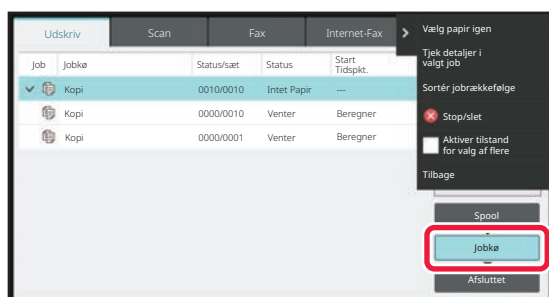 Udskriv Scan Fax Internet-Fax
Job Jobkø Status/sæt Status Start
Tidspkt.
Kopi 0010/0010 Intet Papir ---
Kopi 0000/0010 Venter Beregner
Kopi 0000/0001 Venter Beregner
Vælg papir igen
Tjek detaljer i
valgt job
Sortér jobrækkefølge
Stop/slet
Aktiver tilstand
for valg af flere
Tilbage
Spool
Jobkø
Afsluttet